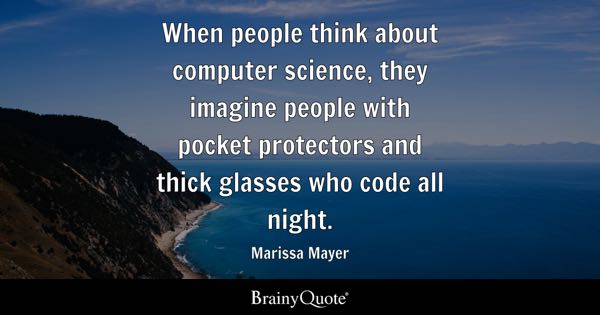 When people think about
computer science, they
imagine people with
pocket protectors and
thick glasses who code all
night.
Marissa Mayer
BrainyQuote®